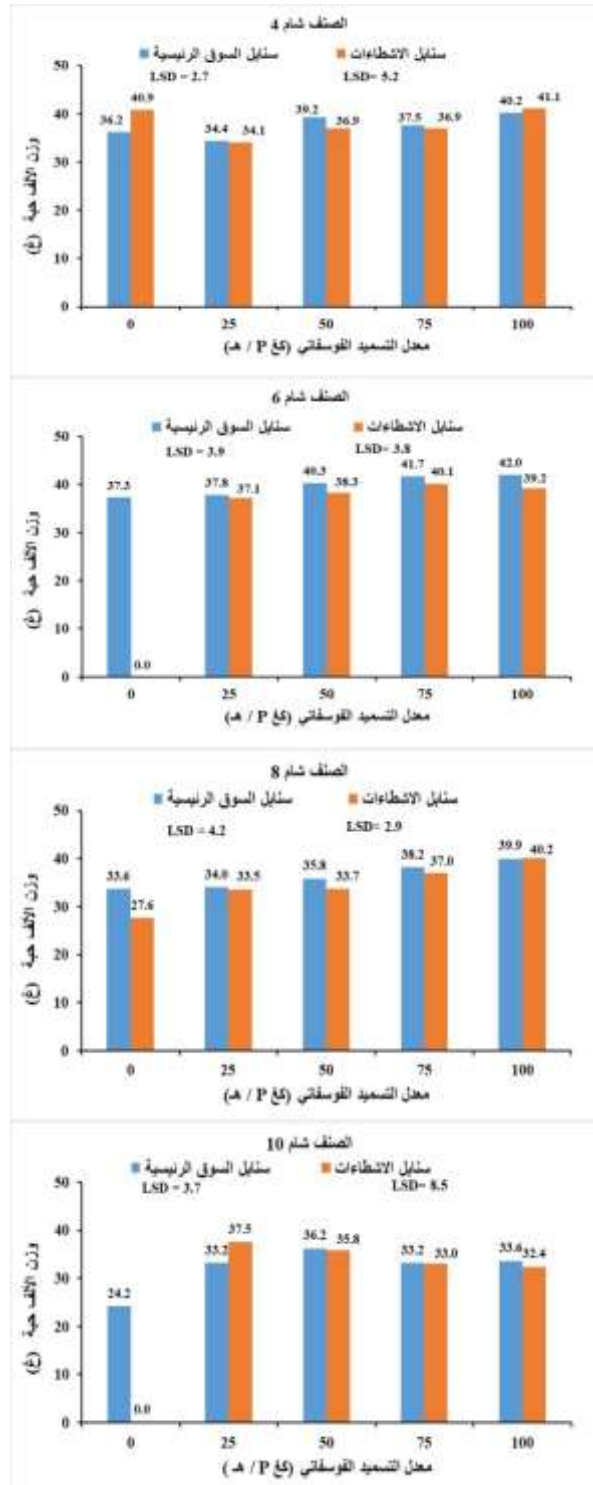 الصنف شام 4
سنابل السوق الرئيسية سنابل الاشطاءات
LSD = 2.7 LSD= 5.2
وزن الالف حبة (غ)
50
40
30
20
10
0
36.2 40.9 34.4 34.1 39.2 36.9 37.5 36.9 40.2 41.1
0 25 50 75 100
معدل التسميد الفوسفاتي (كغ P / هـ)
الصنف شام 6
سنابل السوق الرئيسية سنابل الاشطاءات
LSD = 3.9 LSD= 3.8
وزن الالف حبة (غ)
50
40
30
20
10
0
37.3 0.0 37.8 37.1 40.3 38.3 41.7 40.1 42.0 39.2
0 25 50 75 100
معدل التسميد الفوسفاتي (كغ P / هـ)
الصنف شام 8
سنابل السوق الرئيسية سنابل الاشطاءات
LSD = 4.2 LSD= 2.9
وزن الالف حبة (غ)
50
40
30
20
10
0
33.6 27.6 34.0 33.5 35.8 33.7 38.2 37.0 39.9 40.2
0 25 50 75 100
معدل التسميد الفوسفاتي (كغ P / هـ)
الصنف شام 10
سنابل السوق الرئيسية سنابل الاشطاءات
LSD = 3.7 LSD= 8.5
وزن الالف حبة (غ)
50
40
30
20
10
0
24.2 0.0 33.2 37.5 36.2 35.8 33.2 33.0 33.6 32.4
0 25 50 75 100
معدل التسميد الفوسفاتي (كغ P / هـ )